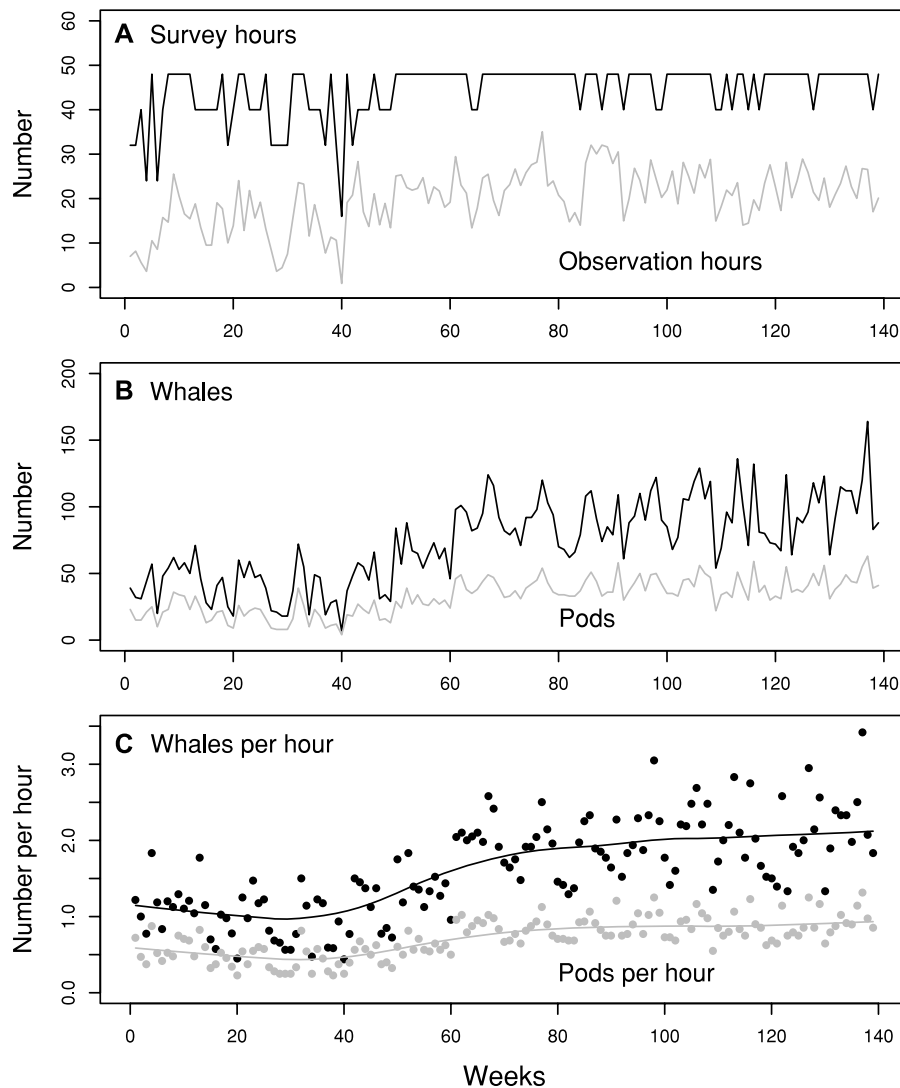 A Survey hours
Number
60
50
40
30
20
10
0
Observation hours
0 20 40 60 80 100 120 140
B Whales
Number
200
150
100
50
0
Pods
0 20 40 60 80 100 120 140
C Whales per hour
Number per hour
3.0
2.0
1.0
0.0
Pods per hour
0 20 40 60 80 100 120 140
Weeks